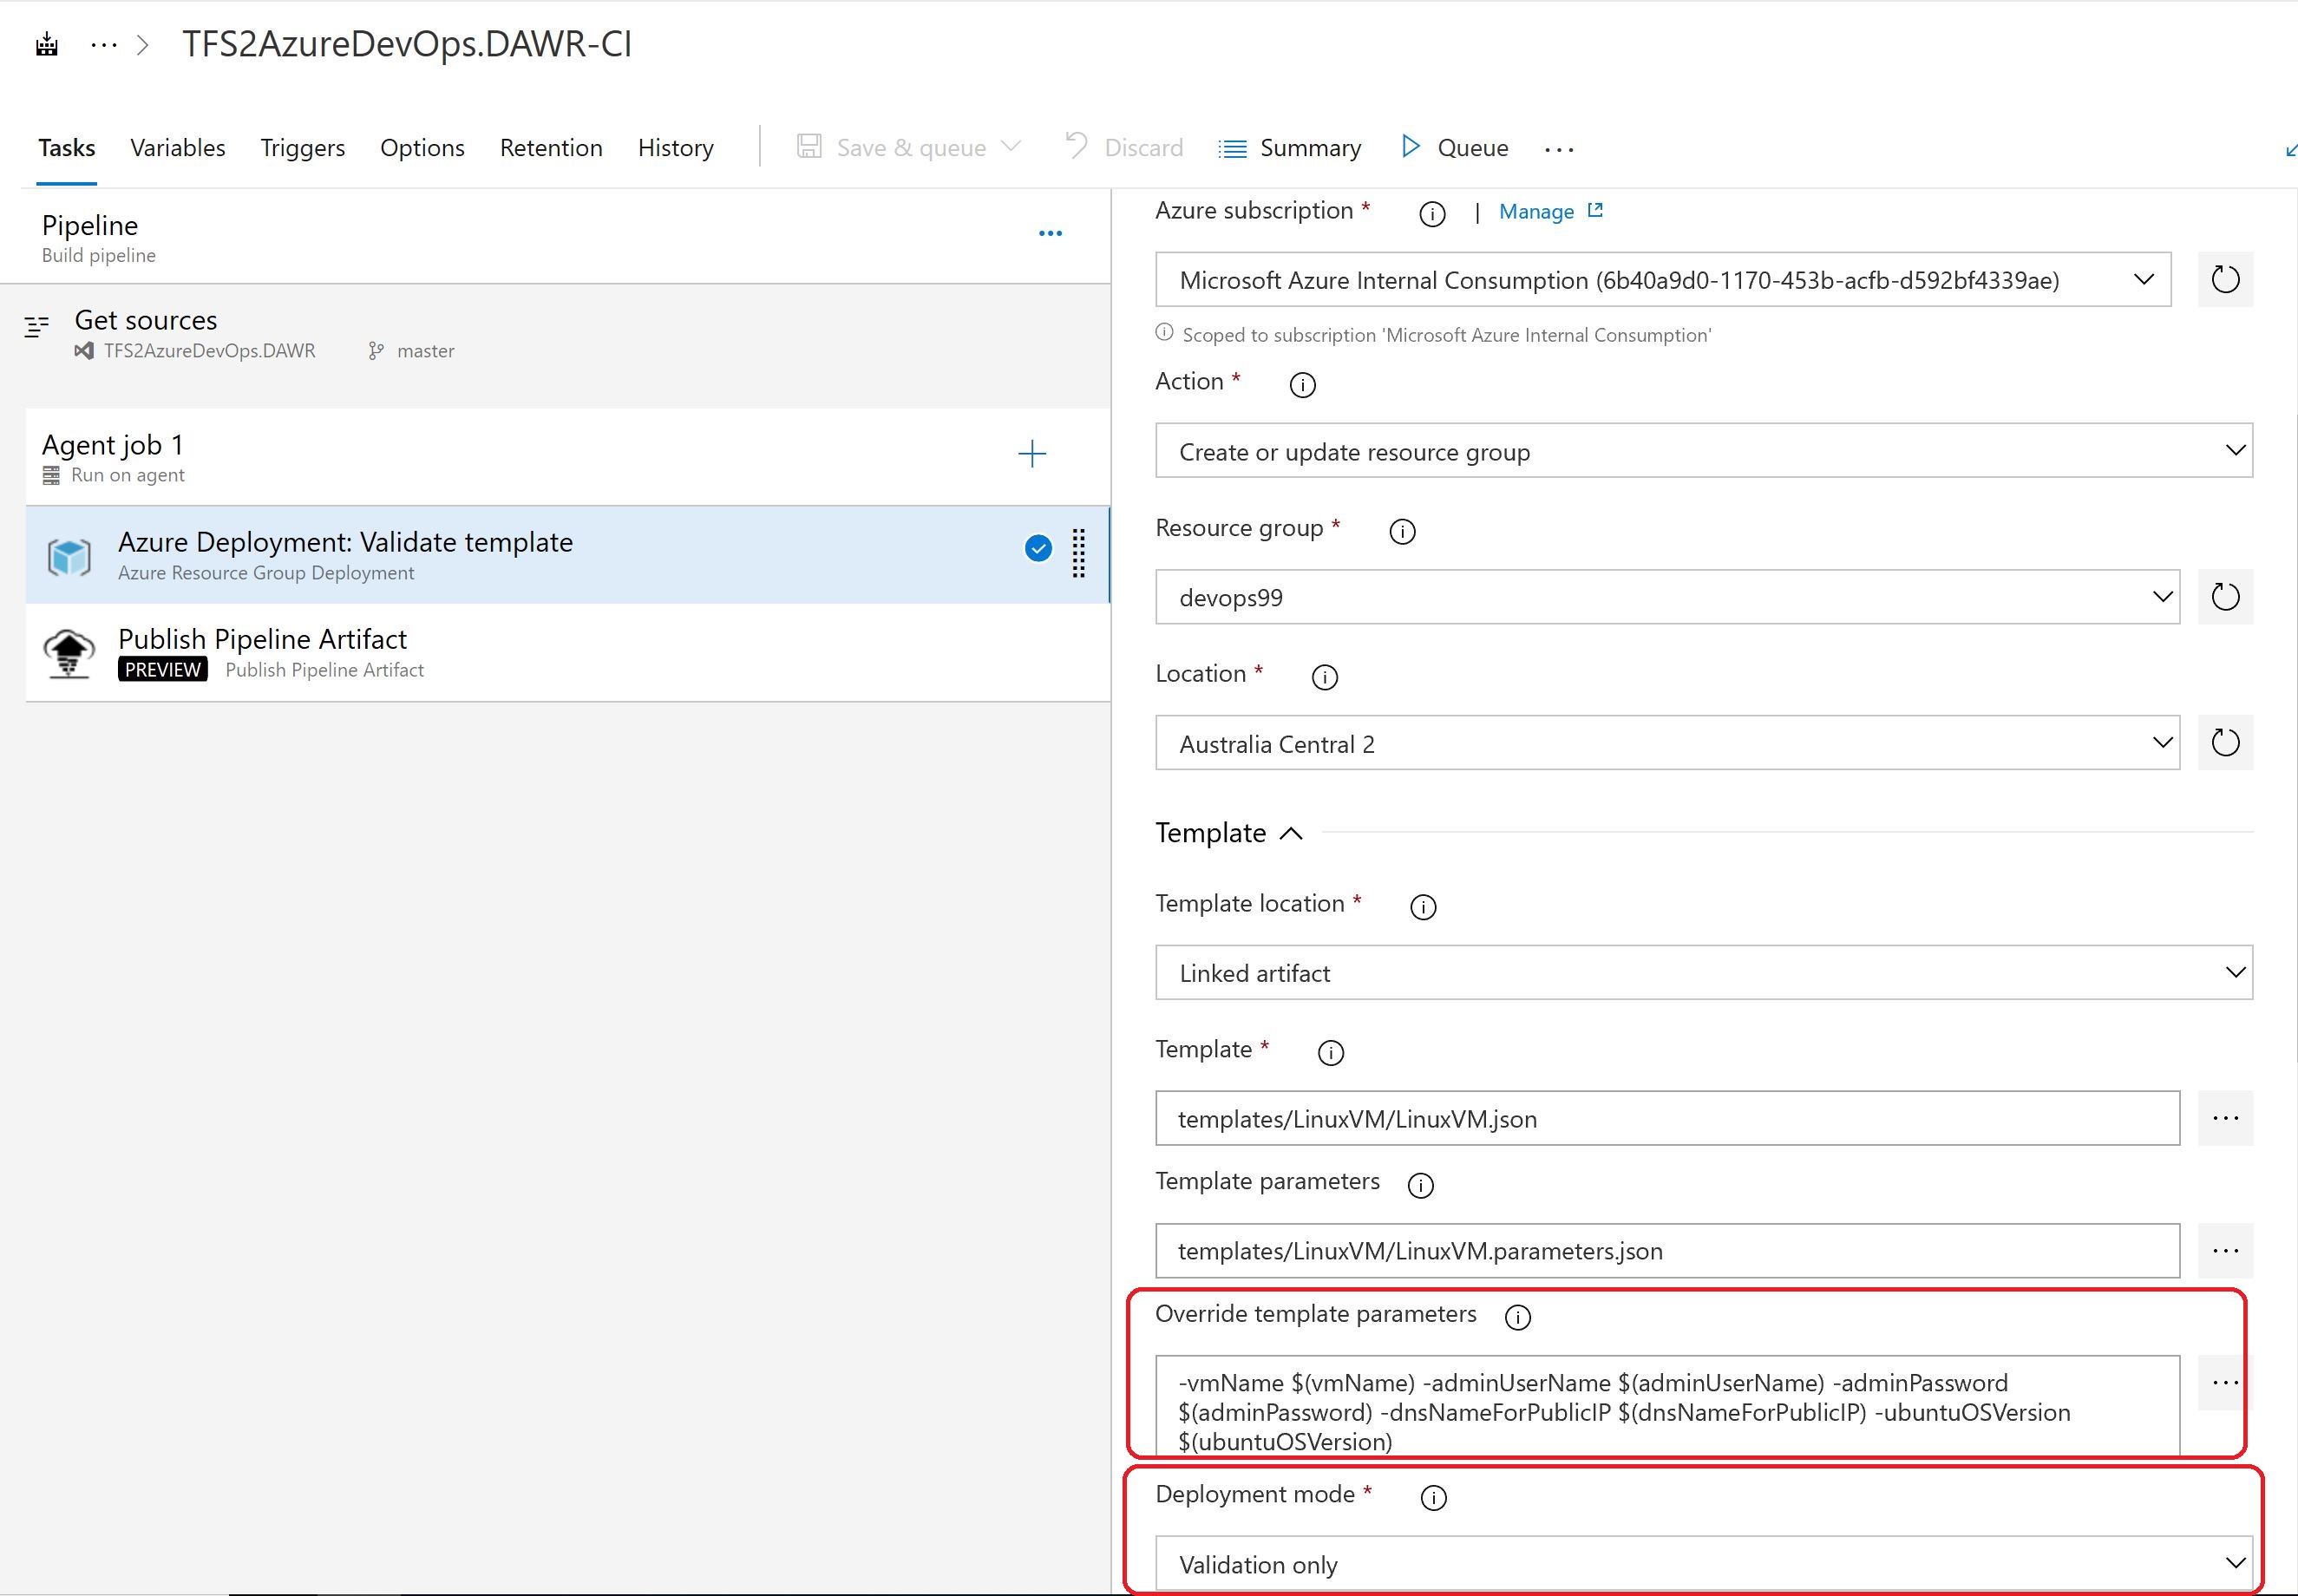 TFS2AzureDevOps.DAWR-CI
Tasks Variables Triggers Options Retention History Save & queue Discard Summary Queue
Pipeline
Build pipeline
Get sources
TFS2AzureDevOps.DAWR master
Agent job 1
Run on agent
Azure Deployment: Validate template
Azure Resource Group Deployment
Publish Pipeline Artifact
PREVIEW Publish Pipeline Artifact
Azure subscription * | Manage
Microsoft Azure Internal Consumption (6b40a9d0-1170-453b-acfb-d592bf4339ae)
Scoped to subscription 'Microsoft Azure Internal Consumption'
Action *
Create or update resource group
Resource group *
devops99
Location *
Australia Central 2
Template
Template location *
Linked artifact
Template *
templates/LinuxVM/LinuxVM.json
Template parameters
templates/LinuxVM/LinuxVM.parameters.json
Override template parameters
-vmName $(vmName) -adminUserName $(adminUserName) -adminPassword
$(adminPassword) -dnsNameForPublicIP $(dnsNameForPublicIP) -ubuntuOSVersion
$(ubuntuOSVersion)
Deployment mode *
Validation only